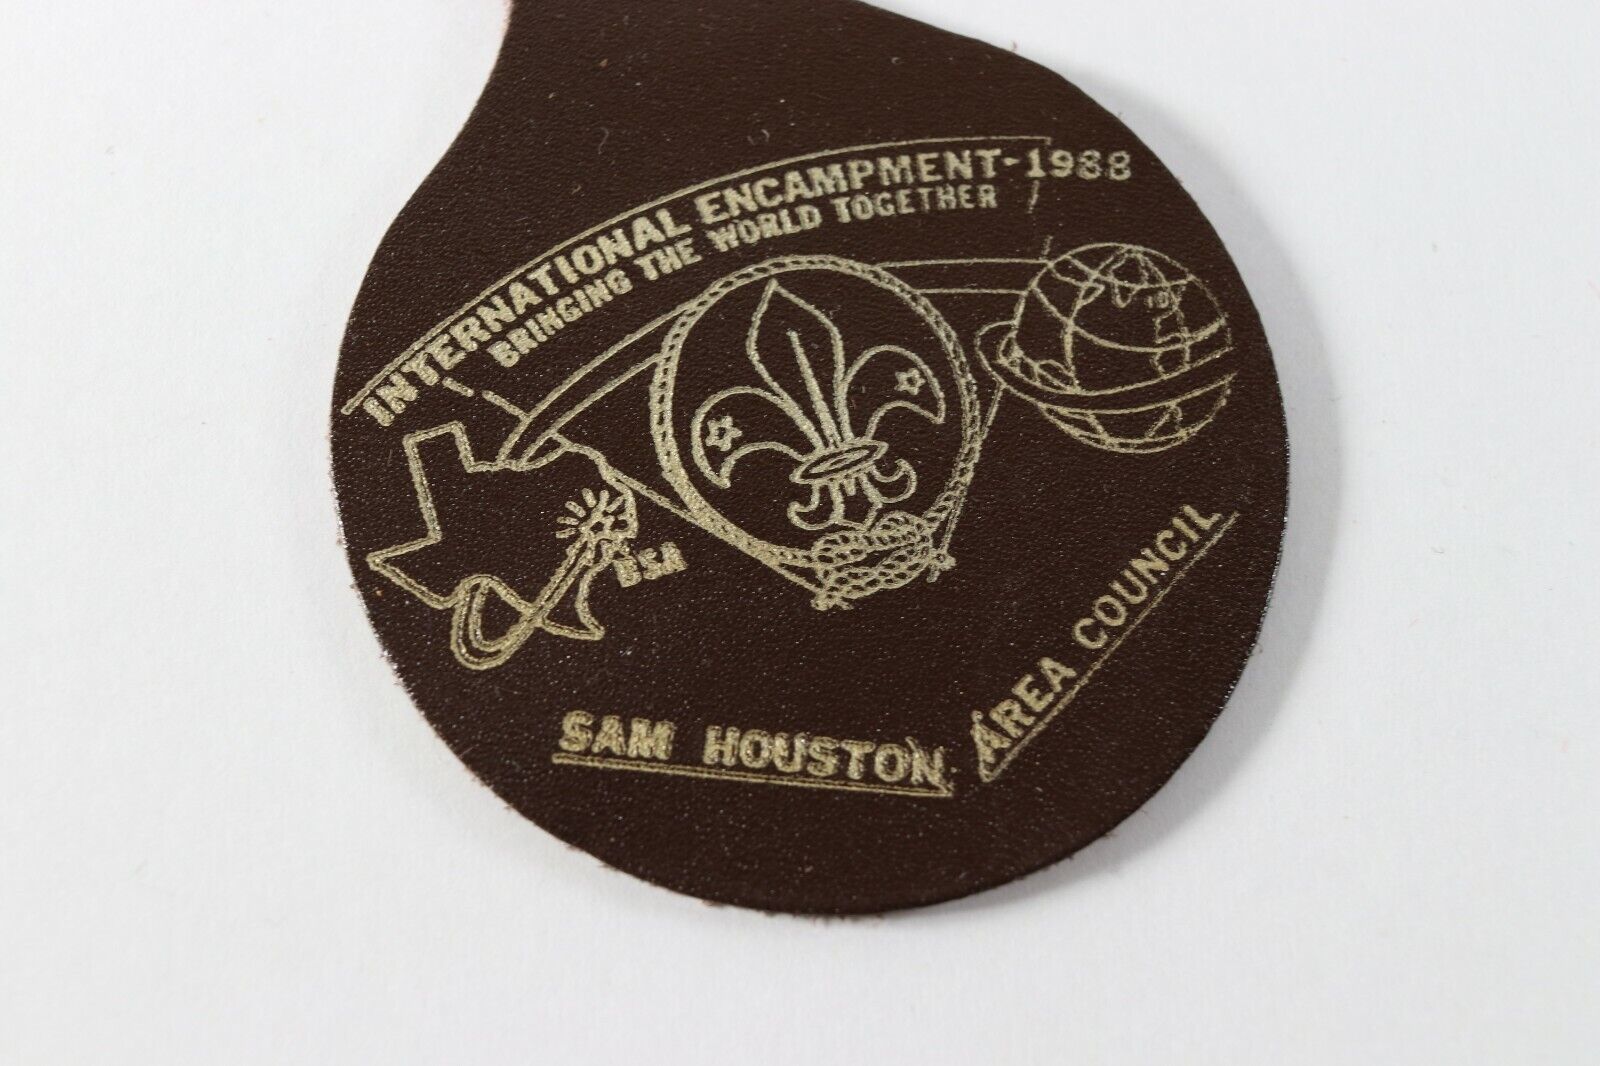 INTERNATIONAL ENCAMPMENT-1988
BRINGING THE WORLD TOGETHER
BSA
SAM HOUSTON AREA COUNCIL